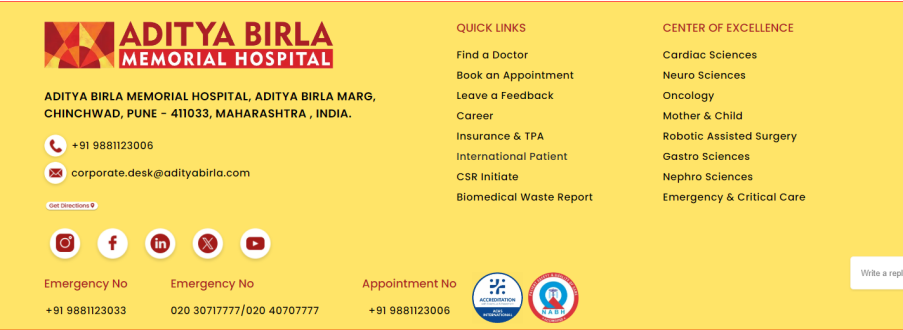 ADITYA BIRLA
MEMORIAL HOSPITAL
ADITYA BIRLA MEMORIAL HOSPITAL, ADITYA BIRLA MARG,
CHINCHWAD, PUNE - 411033, MAHARASHTRA , INDIA.
+91 9881123006
corporate.desk@adityabirla.com
Get Directions
QUICK LINKS
Find a Doctor
Book an Appointment
Leave a Feedback
Career
Insurance & TPA
International Patient
CSR Initiate
Biomedical Waste Report
CENTER OF EXCELLENCE
Cardiac Sciences
Neuro Sciences
Oncology
Mother & Child
Robotic Assisted Surgery
Gastro Sciences
Nephro Sciences
Emergency & Critical Care
Emergency No
+91 9881123033
Emergency No
020 30717777/020 40707777
Appointment No
+91 9881123006
ACCREDITATION
ACHS
INTERNATIONAL
NABH
Write a repl